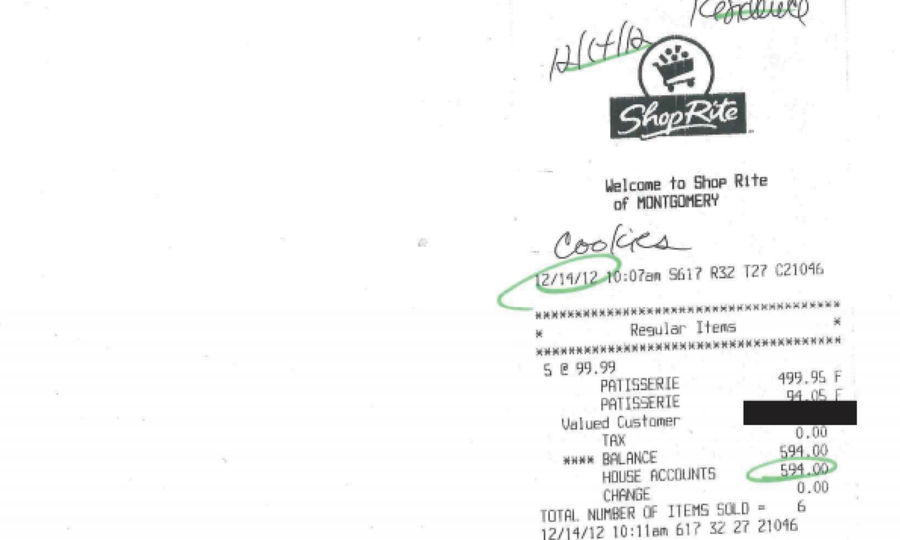 Residence
12/14/12
ShopRite
Welcome to Shop Rite
of MONTGOMERY
Cookies
12/14/12 10:07am S617 R32 T27 C21046
****************************************
* Regular Items *
****************************************
5 @ 99.99
PATISSERIE 499.95 F
PATISSERIE 94.05 F
Valued Customer
TAX 0.00
**** BALANCE 594.00
HOUSE ACCOUNTS 594.00
CHANGE 0.00
TOTAL NUMBER OF ITEMS SOLD = 6
12/14/12 10:11am 617 32 27 21046